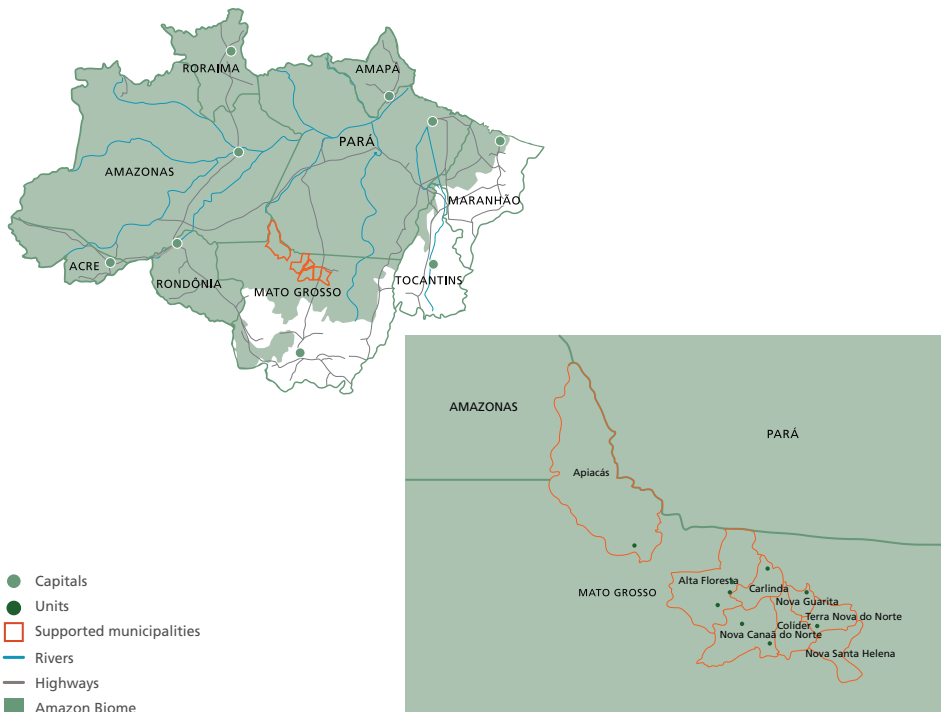 RORAIMA
AMAPÁ
PARÁ
AMAZONAS
MARANHÃO
ACRE
RONDÔNIA
MATO GROSSO
TOCANTINS
AMAZONAS
PARÁ
Apiacás
MATO GROSSO
Alta Floresta
Carlinda
Nova Guarita
Terra Nova do Norte
Colíder
Nova Canaã do Norte
Nova Santa Helena
Capitals
Units
Supported municipalities
Rivers
Highways
Amazon Biome